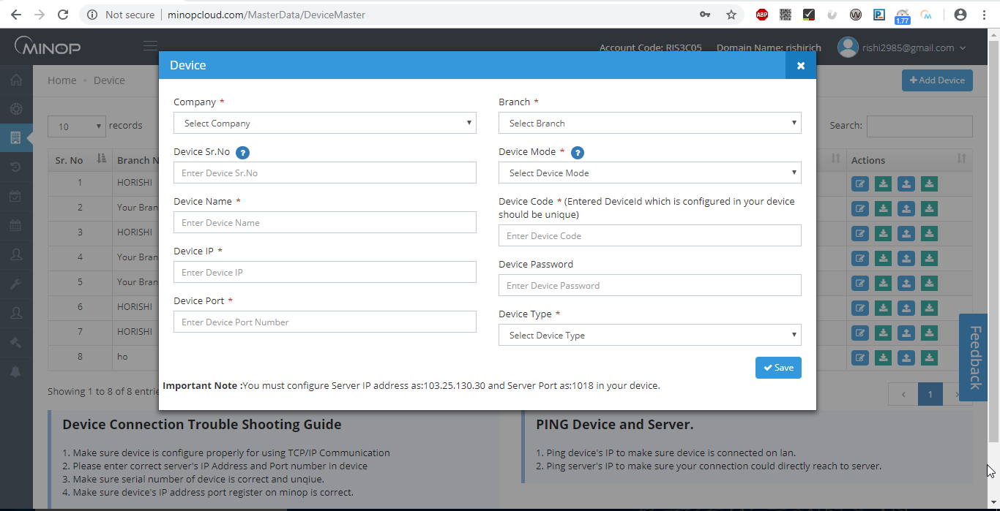 Not secure | minopcloud.com/MasterData/DeviceMaster
ABP
1.77
MINOP
Account Code: RIS3C05 Domain Name: rishirich rishi2985@gmail.com
Device
Home • Device
Add Device
Company *
Select Company
Branch *
Select Branch
10 records
Search:
Device Sr.No ?
Enter Device Sr.No
Device Mode * ?
Select Device Mode
Sr. No Branch N Actions
1 HORISHI
2 Your Bran
3 HORISHI
4 Your Bran
5 Your Bran
6 HORISHI
7 HORISHI
8 ho
Device Name *
Enter Device Name
Device Code * (Entered DeviceId which is configured in your device
should be unique)
Enter Device Code
Device IP *
Enter Device IP
Device Password
Enter Device Password
Device Port *
Enter Device Port Number
Device Type *
Select Device Type
Save
Important Note :You must configure Server IP address as:103.25.130.30 and Server Port as:1018 in your device.
Feedback
Showing 1 to 8 of 8 entrie
< 1 >
Device Connection Trouble Shooting Guide
1. Make sure device is configure properly for using TCP/IP Communication
2. Please enter correct server's IP Address and Port number in device
3. Make sure serial number of device is correct and unqiue.
4. Make sure device's IP address port register on minop is correct.
PING Device and Server.
1. Ping device's IP to make sure device is connected on lan.
2. Ping server's IP to make sure your connection could directly reach to server.